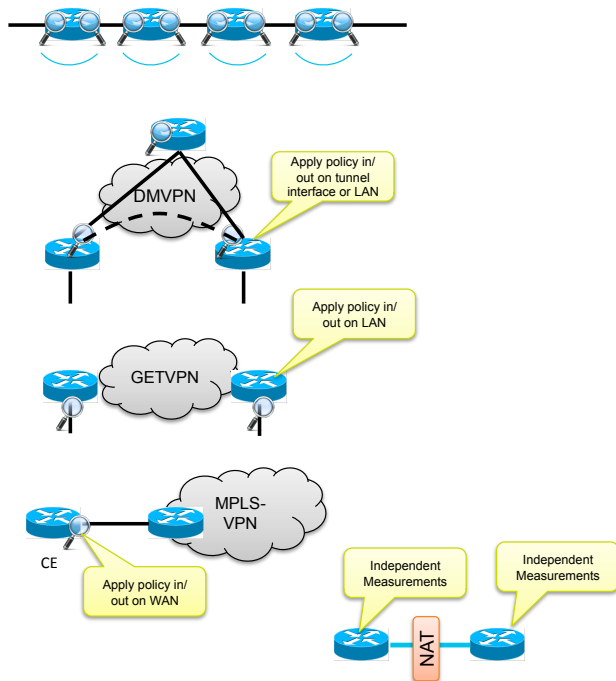 Apply policy in/
out on tunnel
interface or LAN
DMVPN
Apply policy in/
out on LAN
GETVPN
MPLS-
VPN
CE
Apply policy in/
out on WAN
Independent
Measurements
Independent
Measurements
NAT